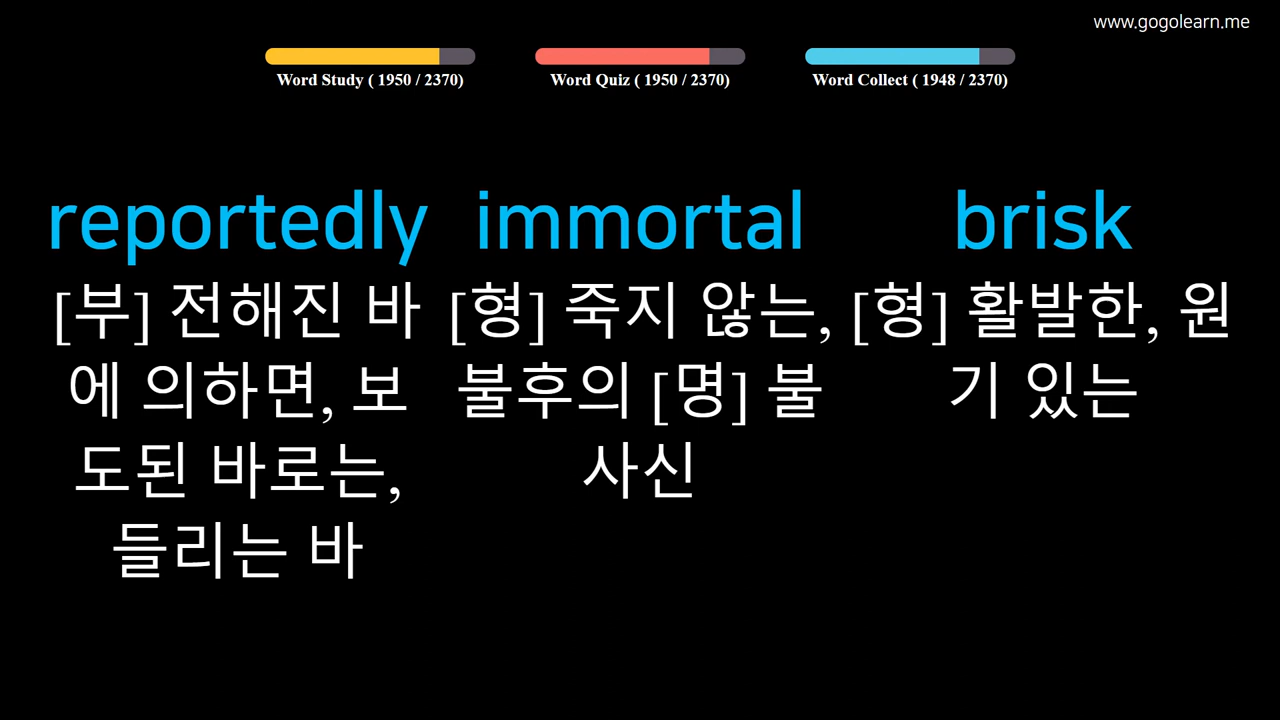 www.gogolearn.me
Word Study ( 1950 / 2370)
Word Quiz ( 1950 / 2370)
Word Collect ( 1948 / 2370)
reportedly
[부] 전해진 바
에 의하면, 보
도된 바로는,
들리는 바
immortal
[형] 죽지 않는,
불후의 [명] 불
사신
brisk
[형] 활발한, 원
기 있는